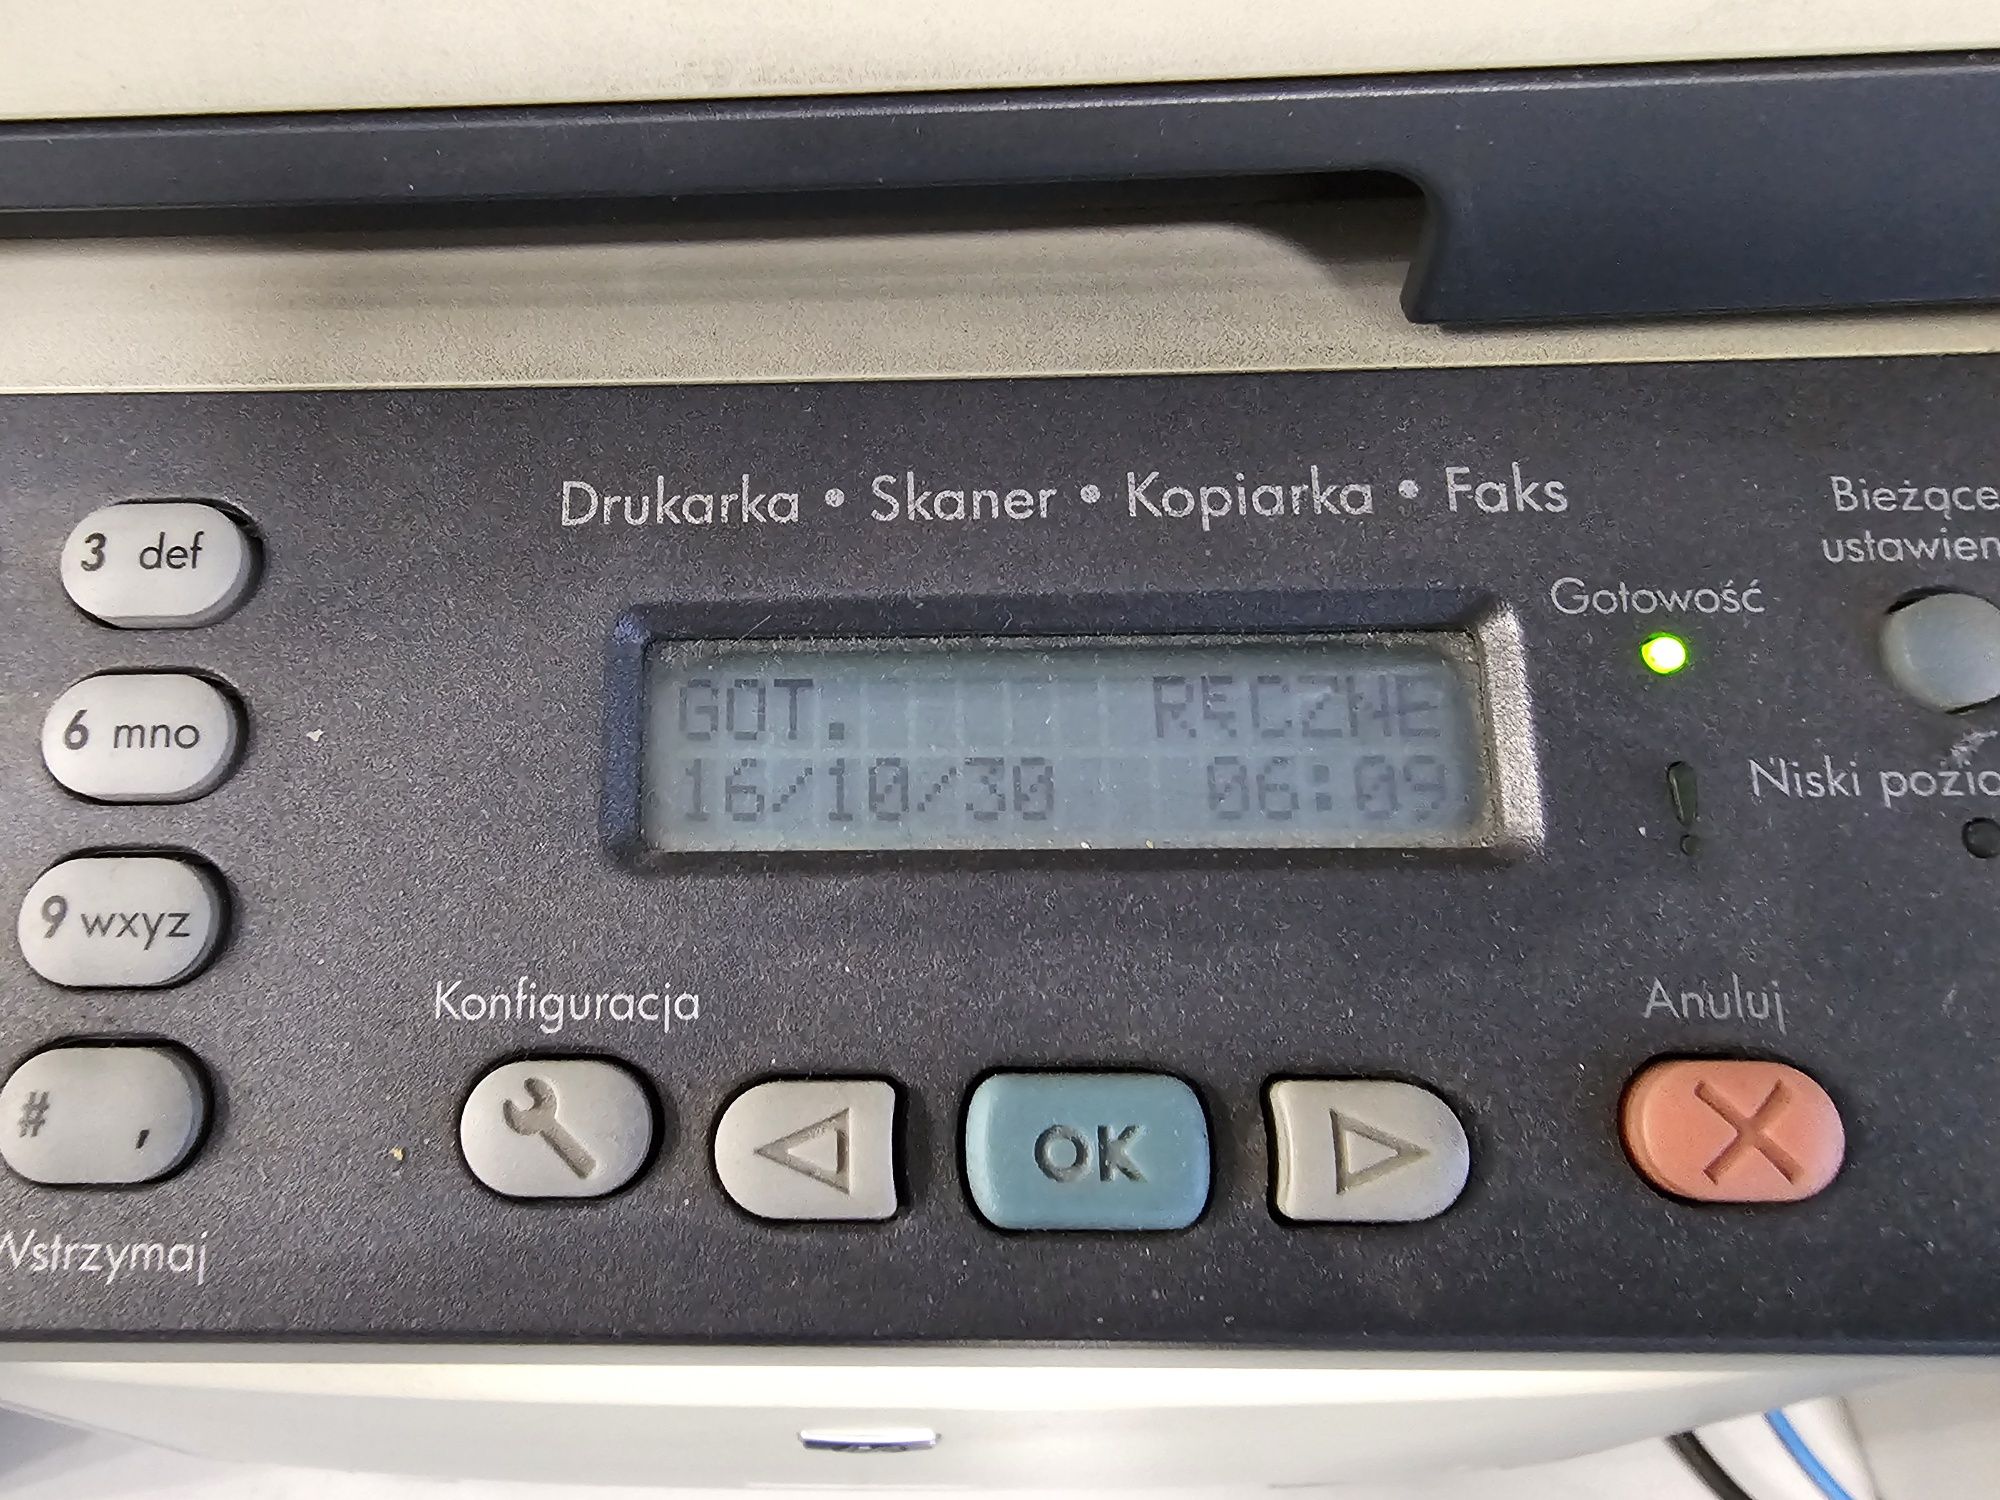 Drukarka • Skaner • Kopiarka • Faks
Bieżące
ustawien
Gotowość
3 def
GOT. RĘCZNE
16/10/30 06:09
6 mno
Niski pozio
9 wxyz
Konfiguracja
Anuluj
# ,
OK
Wstrzymaj